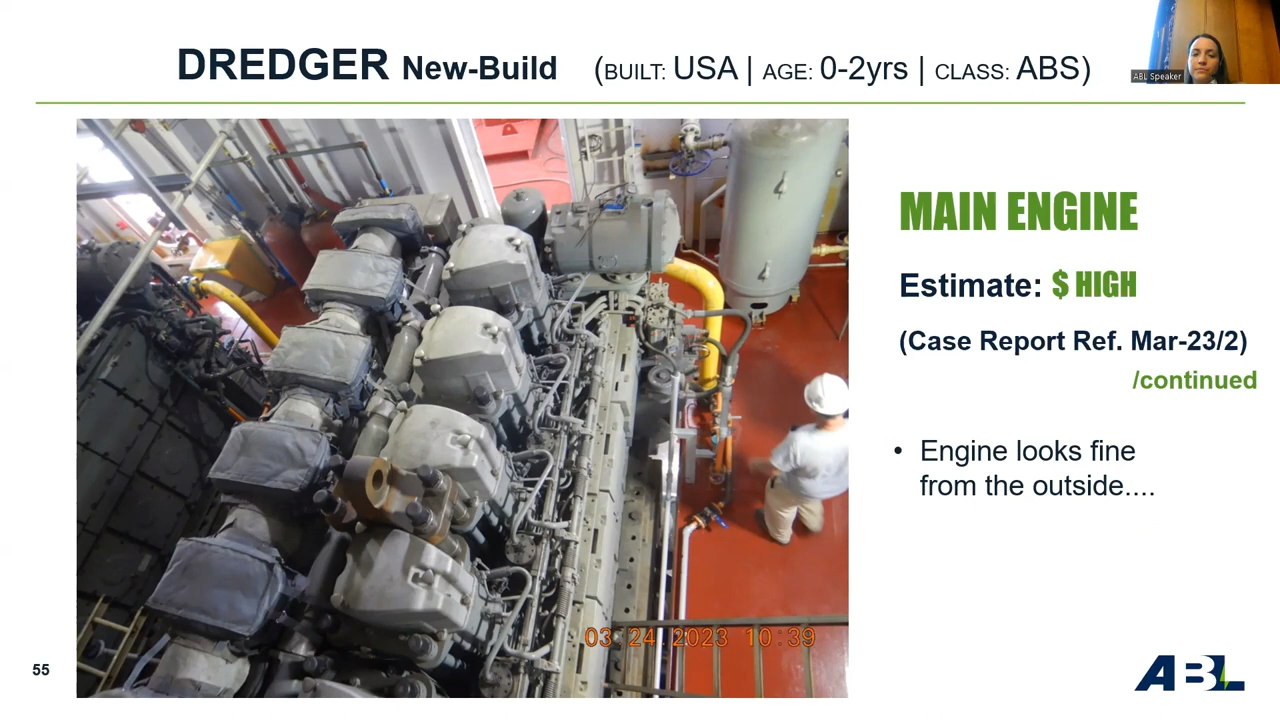 DREDGER New-Build (BUILT: USA | AGE: 0-2yrs | CLASS: ABS)
ABL Speaker
MAIN ENGINE
Estimate: $ HIGH
(Case Report Ref. Mar-23/2)
/continued
• Engine looks fine
from the outside....
03 24 2023 10:39
55
ABL